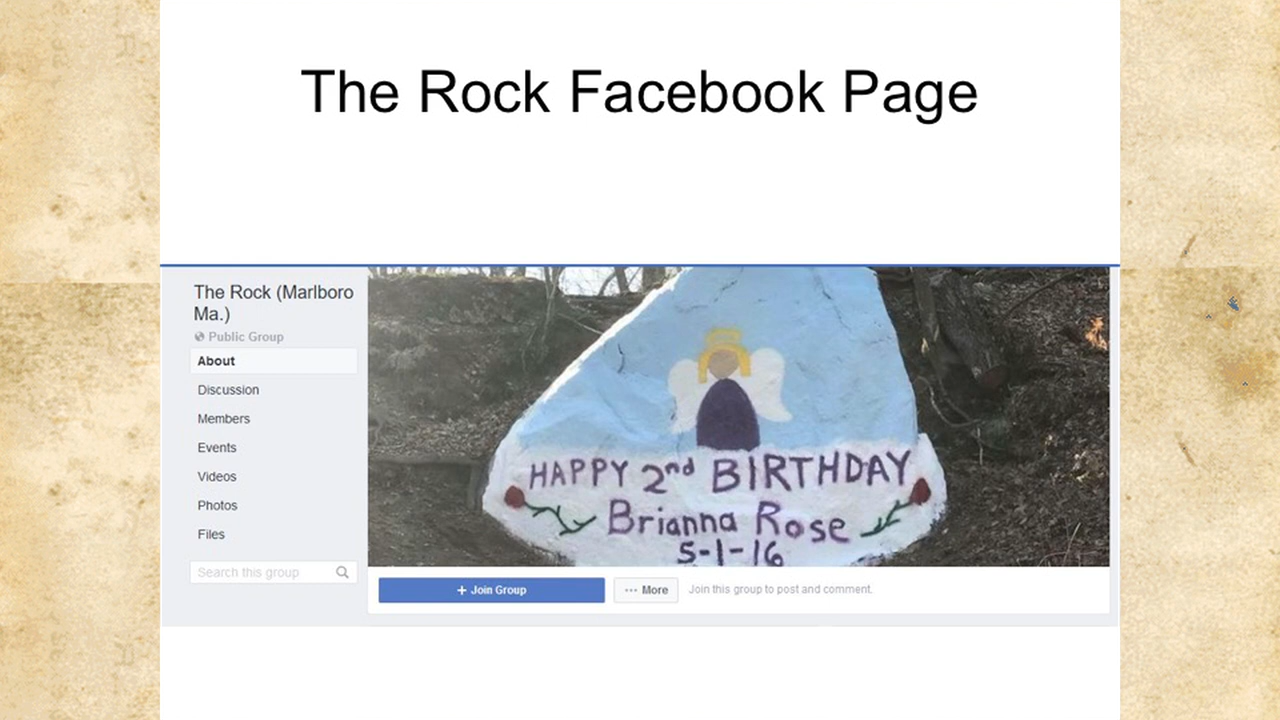 The Rock Facebook Page
The Rock (Marlboro
Ma.)
Public Group
About
Discussion
Members
Events
Videos
Photos
Files
Search this group
HAPPY 2nd BIRTHDAY
Brianna Rose
5-1-16
+ Join Group
··· More
Join this group to post and comment.